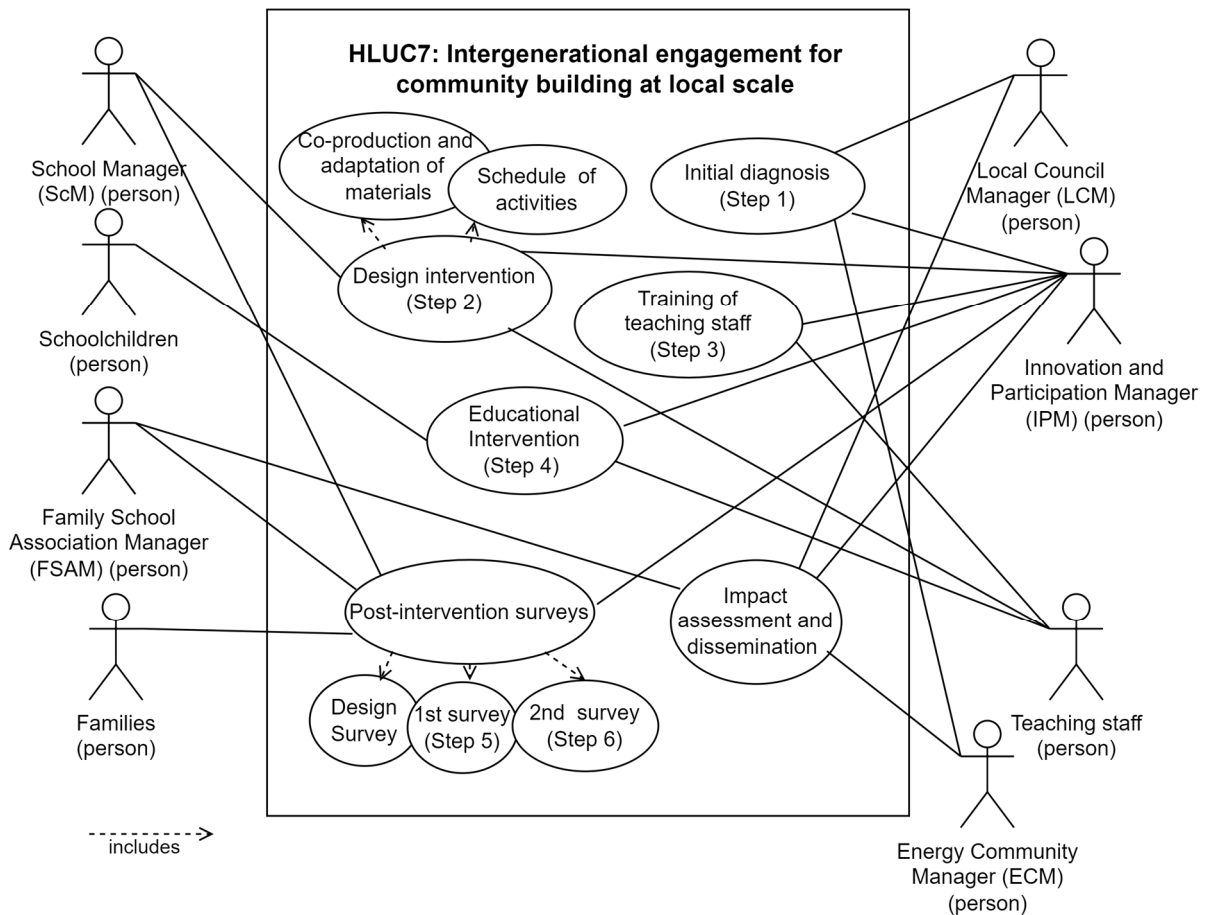 HLUC7: Intergenerational engagement for
community building at local scale
School Manager
(ScM) (person)
Schoolchildren
(person)
Family School
Association Manager
(FSAM) (person)
Families
(person)
includes
Co-production and
adaptation of
materials
Schedule of
activities
Design intervention
(Step 2)
Initial diagnosis
(Step 1)
Training of
teaching staff
(Step 3)
Educational
Intervention
(Step 4)
Post-intervention surveys
Design
Survey
1st survey
(Step 5)
2nd survey
(Step 6)
Impact
assessment and
dissemination
Local Council
Manager (LCM)
(person)
Innovation and
Participation Manager
(IPM) (person)
Teaching staff
(person)
Energy Community
Manager (ECM)
(person)